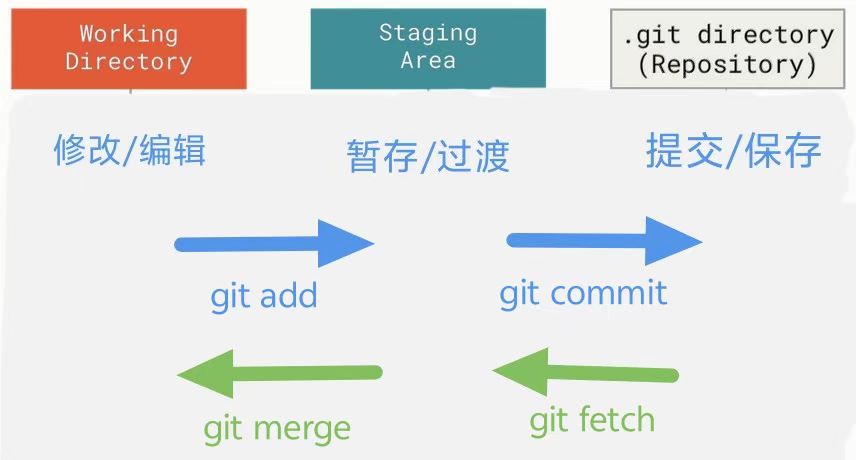 Working
Directory
Staging
Area
.git directory
(Repository)
修改/编辑
暂存/过渡
提交/保存
git add
git commit
git merge
git fetch